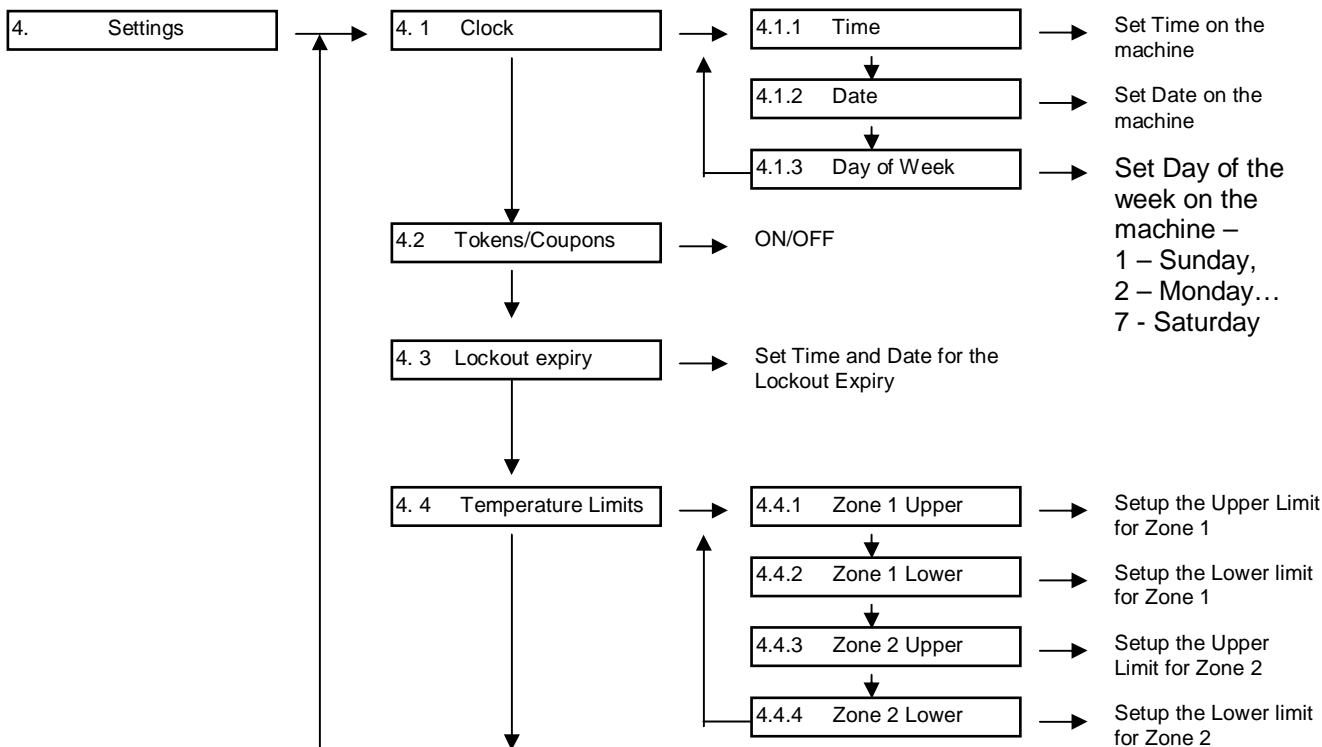 4. Settings
4. 1 Clock
4.1.1 Time
Set Time on the
machine
4.1.2 Date
Set Date on the
machine
4.1.3 Day of Week
Set Day of the
week on the
machine –
1 – Sunday,
2 – Monday…
7 - Saturday
4.2 Tokens/Coupons
ON/OFF
4. 3 Lockout expiry
Set Time and Date for the
Lockout Expiry
4. 4 Temperature Limits
4.4.1 Zone 1 Upper
Setup the Upper Limit
for Zone 1
4.4.2 Zone 1 Lower
Setup the Lower limit
for Zone 1
4.4.3 Zone 2 Upper
Setup the Upper
Limit for Zone 2
4.4.4 Zone 2 Lower
Setup the Lower limit
for Zone 2